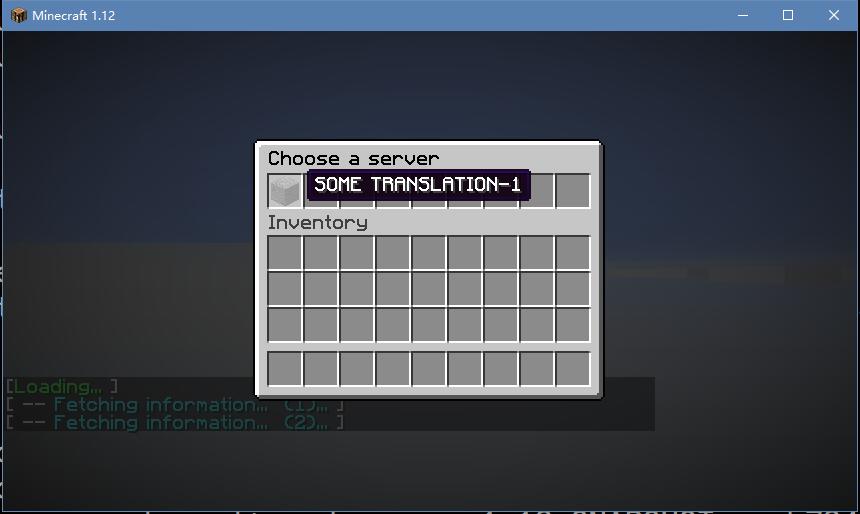 Minecraft 1.12
Choose a server
SOME TRANSLATION-1
Inventory
[Loading… ]
[ -- Fetching information… (1)… ]
[ -- Fetching information… (2)… ]